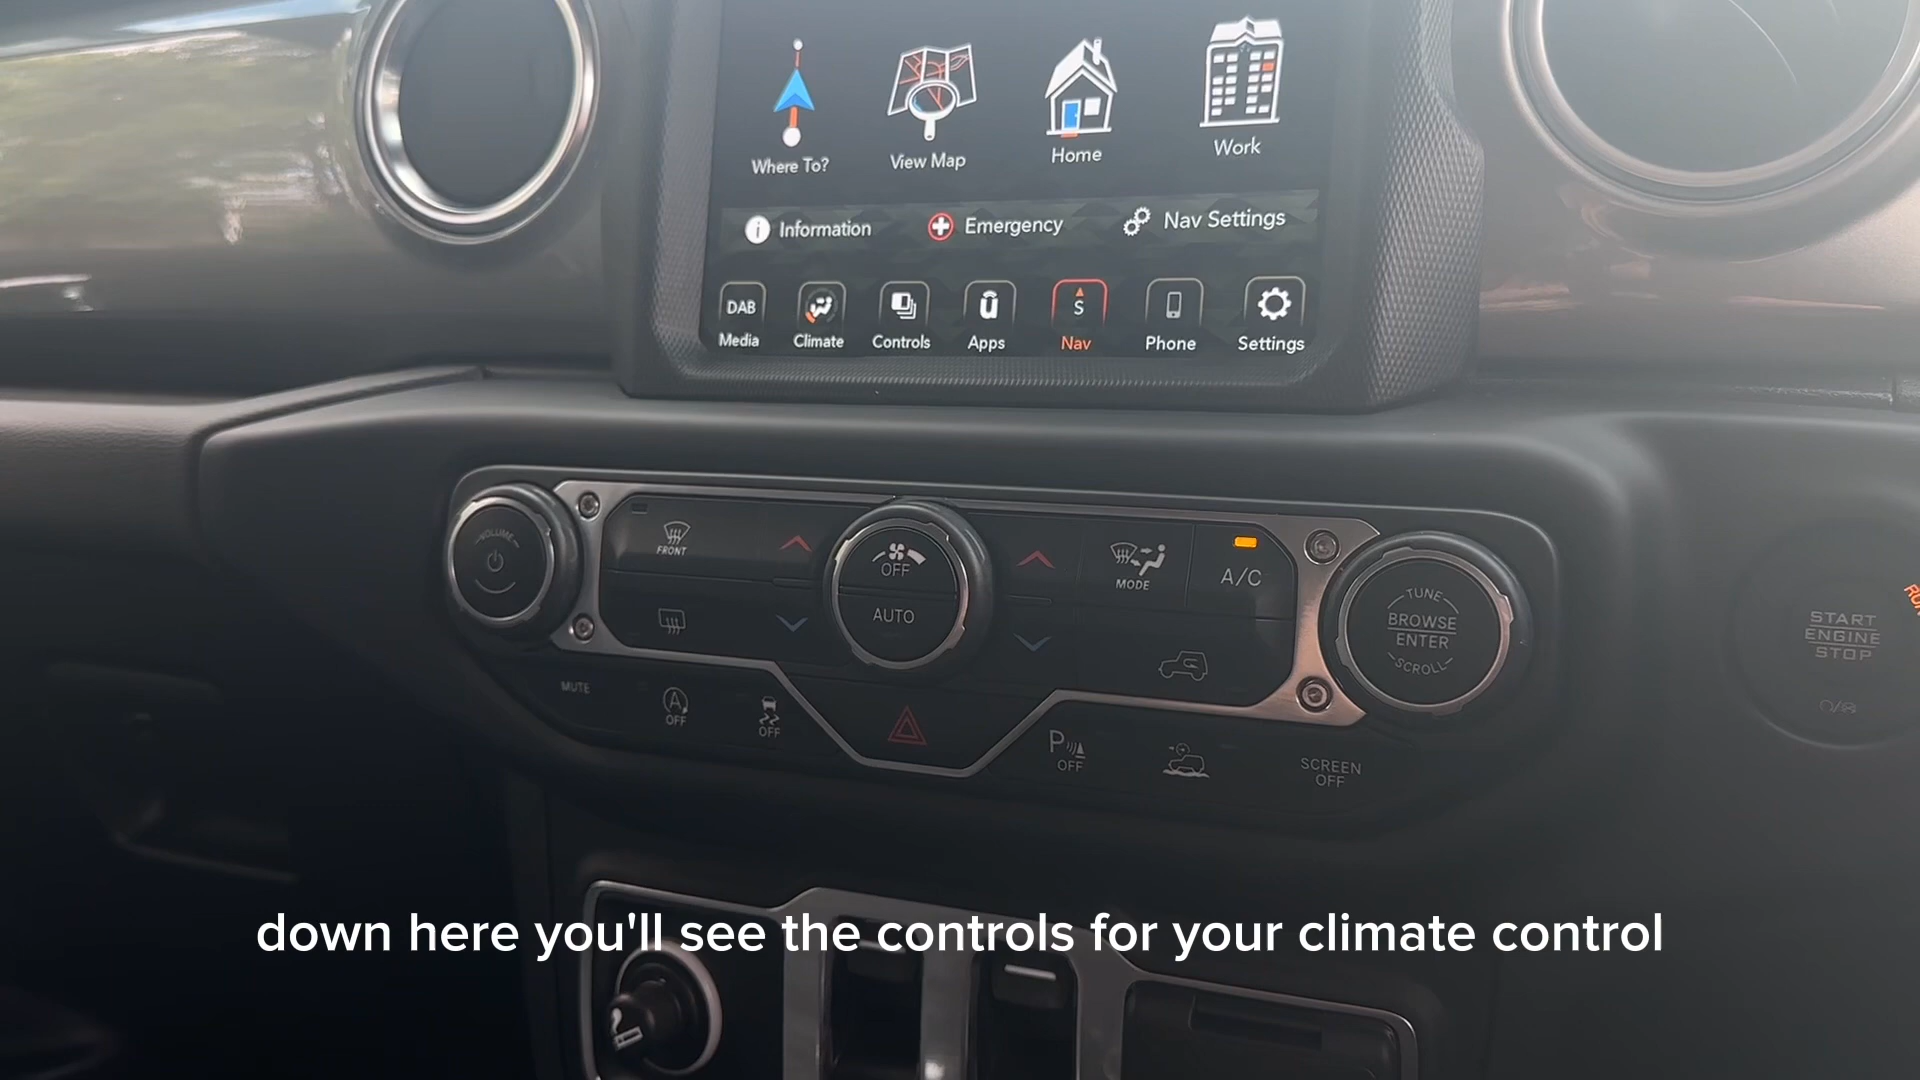 Where To?
View Map
Home
Work
Information
Emergency
Nav Settings
DAB
Media
Climate
Controls
Apps
S
Nav
Phone
Settings
VOLUME
FRONT
OFF
AUTO
MODE
A/C
TUNE
BROWSE
ENTER
SCROLL
START
ENGINE
STOP
MUTE
A
OFF
OFF
P
OFF
SCREEN
OFF
down here you'll see the controls for your climate control